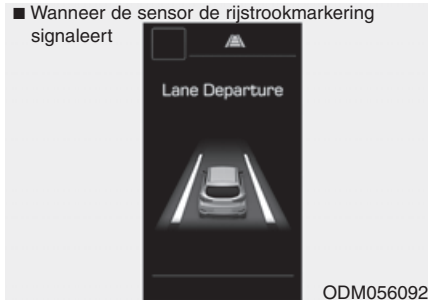 ■ Wanneer de sensor de rijstrookmarkering
signaleert
Lane Departure
ODM056092